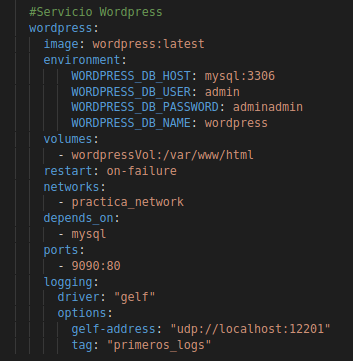 #Servicio Wordpress
wordpress:
image: wordpress:latest
environment:
WORDPRESS_DB_HOST: mysql:3306
WORDPRESS_DB_USER: admin
WORDPRESS_DB_PASSWORD: adminadmin
WORDPRESS_DB_NAME: wordpress
volumes:
- wordpressVol:/var/www/html
restart: on-failure
networks:
- practica_network
depends_on:
- mysql
ports:
- 9090:80
logging:
driver: "gelf"
options:
gelf-address: "udp://localhost:12201"
tag: "primeros_logs"